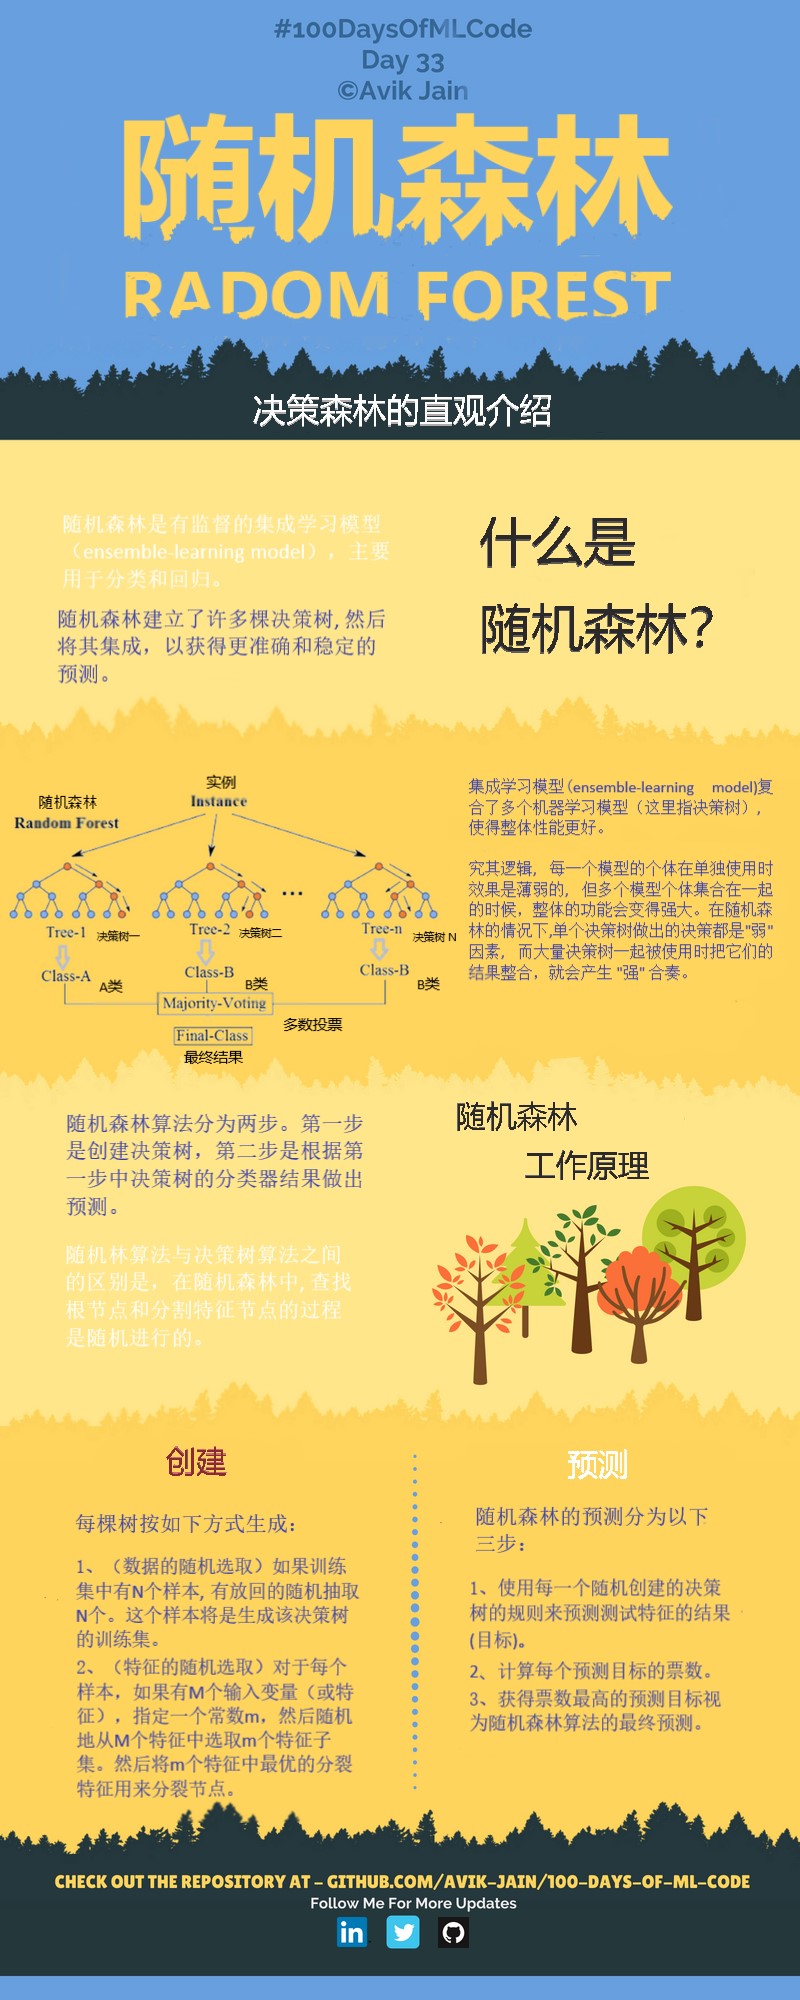 #100DaysOfMLCode
Day 33
©Avik Jain
随机森林
RADOM FOREST
决策森林的直观介绍
随机森林是有监督的集成学习模型
（ensemble-learning model），主要
用于分类和回归。
随机森林建立了许多棵决策树, 然后
将其集成，以获得更准确和稳定的
预测。
什么是
随机森林?
随机森林
Random Forest
实例
Instance
...
Tree-1 决策树一
Tree-2 决策树二
Tree-n 决策树 N
Class-A A类
Class-B B类
Class-B B类
Majority-Voting
多数投票
Final-Class
最终结果
集成学习模型（ensemble-learning model)复
合了多个机器学习模型（这里指决策树），
使得整体性能更好。
究其逻辑，每一个模型的个体在单独使用时
效果是薄弱的，但多个模型个体集合在一起
的时候，整体的功能会变得强大。在随机森
林的情况下,单个决策树做出的决策都是"弱"
因素，而大量决策树一起被使用时把它们的
结果整合，就会产生 "强" 合奏。
随机森林算法分为两步。第一步
是创建决策树，第二步是根据第
一步中决策树的分类器结果做出
预测。
随机林算法与决策树算法之间
的区别是，在随机森林中, 查找
根节点和分割特征节点的过程
是随机进行的。
随机森林
工作原理
创建
每棵树按如下方式生成：
1、（数据的随机选取）如果训练
集中有N个样本, 有放回的随机抽取
N个。这个样本将是生成该决策树
的训练集。
2、（特征的随机选取）对于每个
样本，如果有M个输入变量（或特
征），指定一个常数m，然后随机
地从M个特征中选取m个特征子
集。然后将m个特征中最优的分裂
特征用来分裂节点。
预测
随机森林的预测分为以下
三步：
1、使用每一个随机创建的决策
树的规则来预测测试特征的结果
(目标)。
2、计算每个预测目标的票数。
3、获得票数最高的预测目标视
为随机森林算法的最终预测。
CHECK OUT THE REPOSITORY AT - GITHUB.COM/AVIK-JAIN/100-DAYS-OF-ML-CODE
Follow Me For More Updates
in